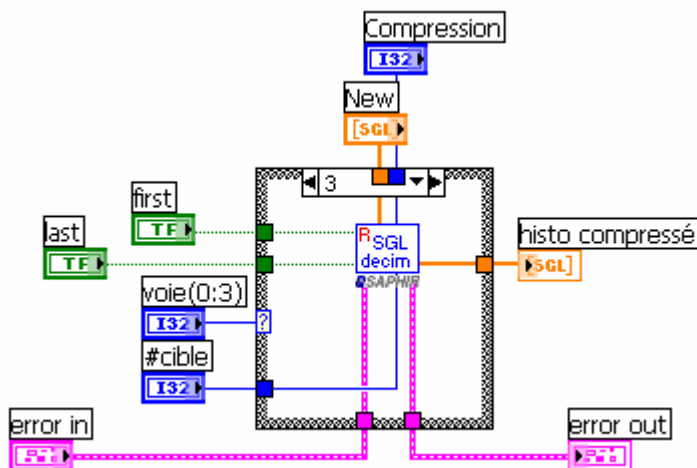 Compression
I32
New
[SGL]
3
first
TF
last
TF
R
SGL
decim
SAPHIR
histo compressé
SGL]
voie(0:3)
I32
?
#cible
I32
error in
error out